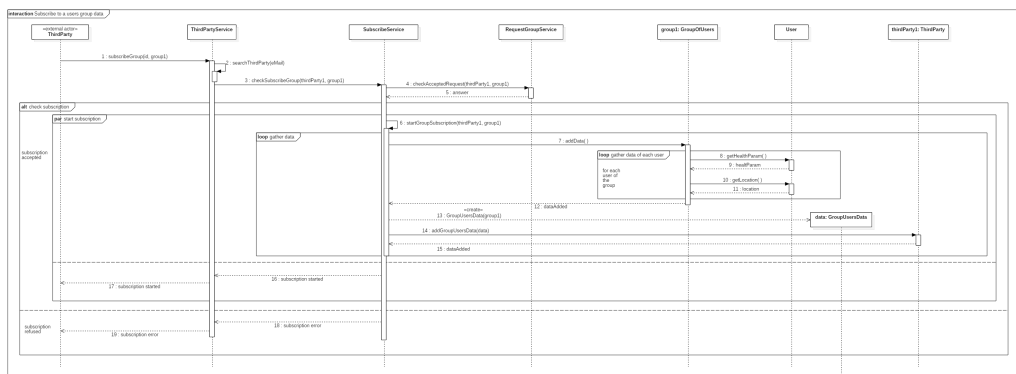 interaction Subscribe to a users group data
«external actor»
ThirdParty
ThirdPartyService
SubscribeService
RequestGroupService
group1: GroupOfUsers
User
thirdParty1: ThirdParty
1 : subscribeGroup(id, group1)
2 : searchThirdParty(eMail)
3 : checkSubscribeGroup(thirdParty1, group1)
4 : checkAcceptedRequest(thirdParty1, group1)
5 : answer
alt check subscription
par start subscription
6 : startGroupSubscription(thirdParty1, group1)
loop gather data
7 : addData( )
subscription
accepted
loop gather data of each user
8 : getHealthParam( )
9 : healtParam
for each
user of
the
group
10 : getLocation( )
11 : location
12 : dataAdded
«create»
13 : GroupUsersData(group1)
data: GroupUsersData
14 : addGroupUsersData(data)
15 : dataAdded
16 : subscription started
17 : subscription started
subscription
refused
18 : subscription error
19 : subscription error